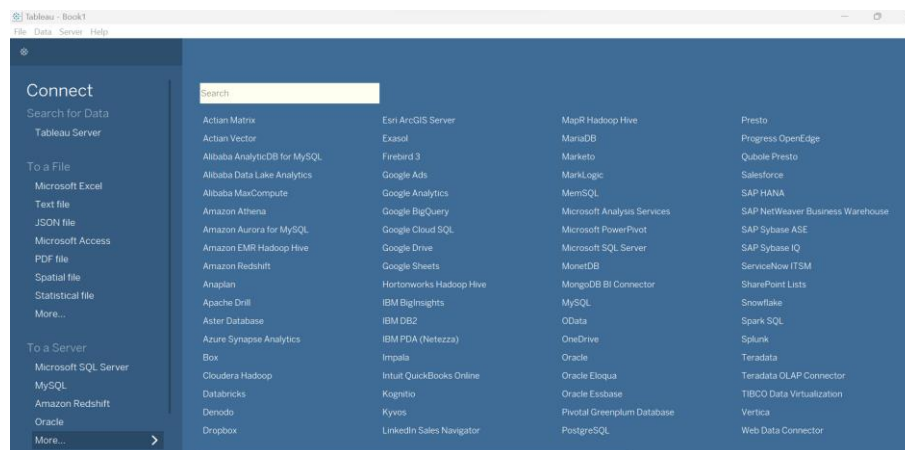 Tableau - Book1
File Data Server Help
Connect
Search for Data
Tableau Server
To a File
Microsoft Excel
Text file
JSON file
Microsoft Access
PDF file
Spatial file
Statistical file
More...
To a Server
Microsoft SQL Server
MySQL
Amazon Redshift
Oracle
More...
Search
Actian Matrix
Actian Vector
Alibaba AnalyticDB for MySQL
Alibaba Data Lake Analytics
Alibaba MaxCompute
Amazon Athena
Amazon Aurora for MySQL
Amazon EMR Hadoop Hive
Amazon Redshift
Anaplan
Apache Drill
Aster Database
Azure Synapse Analytics
Box
Cloudera Hadoop
Databricks
Denodo
Dropbox
Esri ArcGIS Server
Exasol
Firebird 3
Google Ads
Google Analytics
Google BigQuery
Google Cloud SQL
Google Drive
Google Sheets
Hortonworks Hadoop Hive
IBM BigInsights
IBM DB2
IBM PDA (Netezza)
Impala
Intuit QuickBooks Online
Kognitio
Kyvos
LinkedIn Sales Navigator
MapR Hadoop Hive
MariaDB
Marketo
MarkLogic
MemSQL
Microsoft Analysis Services
Microsoft PowerPivot
Microsoft SQL Server
MonetDB
MongoDB BI Connector
MySQL
OData
OneDrive
Oracle
Oracle Eloqua
Oracle Essbase
Pivotal Greenplum Database
PostgreSQL
Presto
Progress OpenEdge
Qubole Presto
Salesforce
SAP HANA
SAP NetWeaver Business Warehouse
SAP Sybase ASE
SAP Sybase IQ
ServiceNow ITSM
SharePoint Lists
Snowflake
Spark SQL
Splunk
Teradata
Teradata OLAP Connector
TIBCO Data Virtualization
Vertica
Web Data Connector